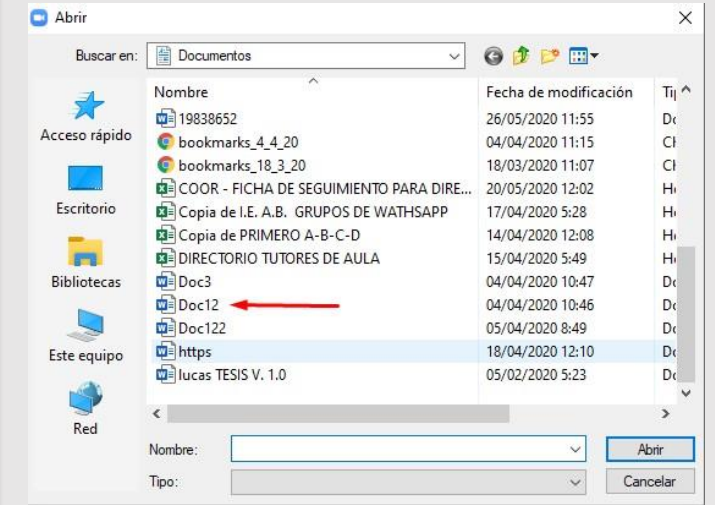 Abrir
Buscar en: Documentos
Nombre Fecha de modificación
19838652 26/05/2020 11:55
bookmarks_4_4_20 04/04/2020 11:15
bookmarks_18_3_20 18/03/2020 11:07
COOR - FICHA DE SEGUIMIENTO PARA DIRE... 20/05/2020 12:02
Copia de I.E. A.B. GRUPOS DE WATHSAPP 17/04/2020 5:28
Copia de PRIMERO A-B-C-D 14/04/2020 12:08
DIRECTORIO TUTORES DE AULA 15/04/2020 5:49
Doc3 04/04/2020 10:47
Doc12 04/04/2020 10:46
Doc122 05/04/2020 8:49
https 18/04/2020 12:10
lucas TESIS V. 1.0 05/02/2020 5:23
Acceso rápido
Escritorio
Bibliotecas
Este equipo
Red
Nombre: Abrir
Tipo: Cancelar